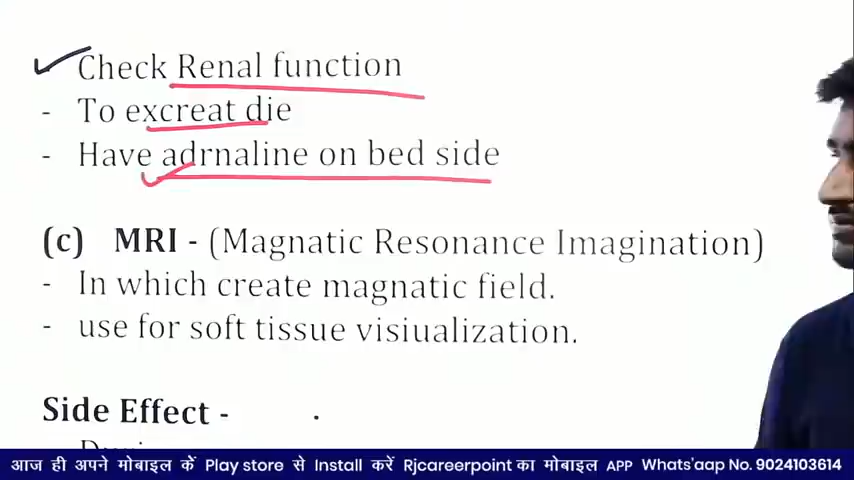 - Check Renal function
- To excreat die
- Have adrnaline on bed side
(c) MRI - (Magnatic Resonance Imagination)
- In which create magnatic field.
- use for soft tissue visiualization.
Side Effect -
आज ही अपने मोबाइल में Play store से Install करें Rjcareerpoint का मोबाइल APP Whats'aap No. 9024103614